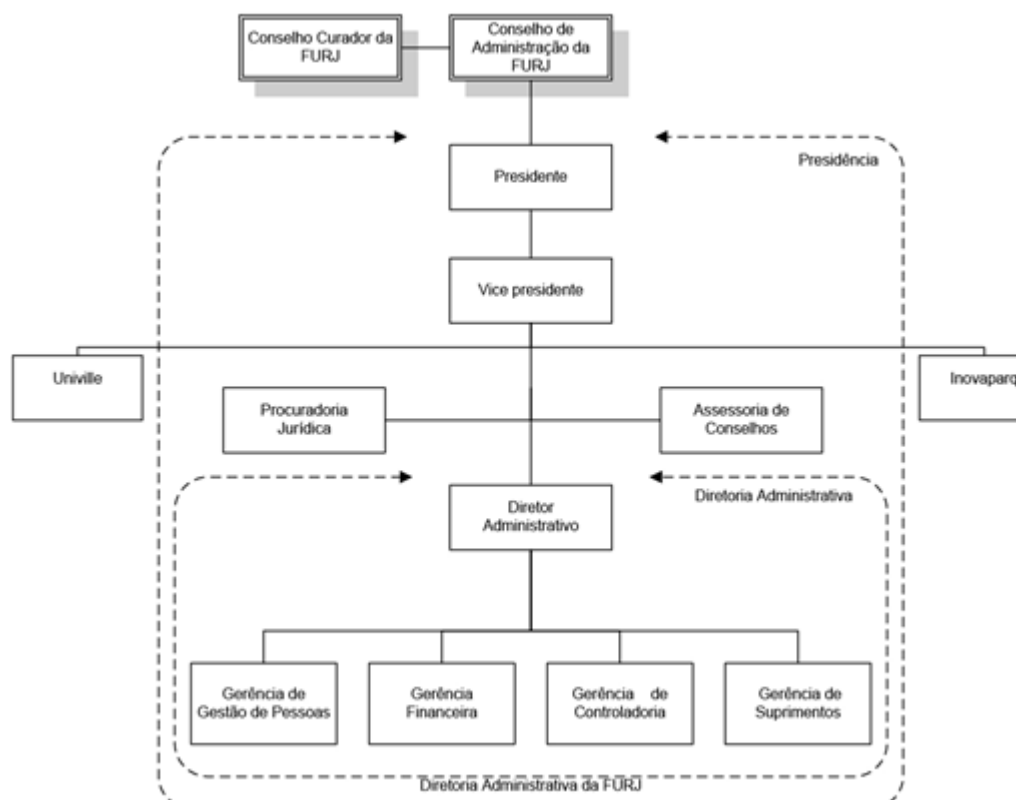 Conselho Curador da
FURJ
Conselho de
Administração da
FURJ
Presidência
Presidente
Vice presidente
Univille
Inovaparq
Procuradoria
Jurídica
Assessoria de
Conselhos
Diretoria Administrativa
Diretor
Administrativo
Gerência de
Gestão de Pessoas
Gerência
Financeira
Gerência de
Controladoria
Gerência de
Suprimentos
Diretoria Administrativa da FURJ